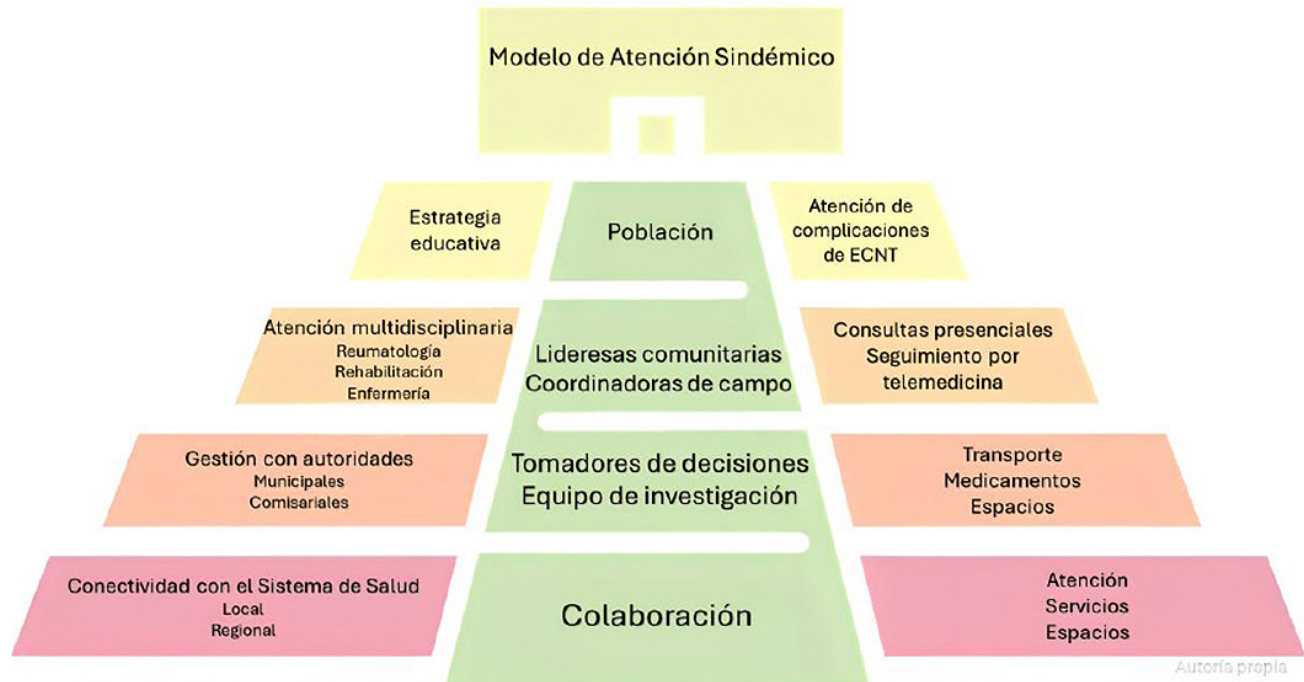 Modelo de Atención Sindémico
Estrategia
educativa
Población
Atención de
complicaciones
de ECNT
Atención multidisciplinaria
Reumatología
Rehabilitación
Enfermería
Lideresas comunitarias
Coordinadoras de campo
Consultas presenciales
Seguimiento por
telemedicina
Gestión con autoridades
Municipales
Comisariales
Tomadores de decisiones
Equipo de investigación
Transporte
Medicamentos
Espacios
Conectividad con el Sistema de Salud
Local
Regional
Colaboración
Atención
Servicios
Espacios
Autoría propia